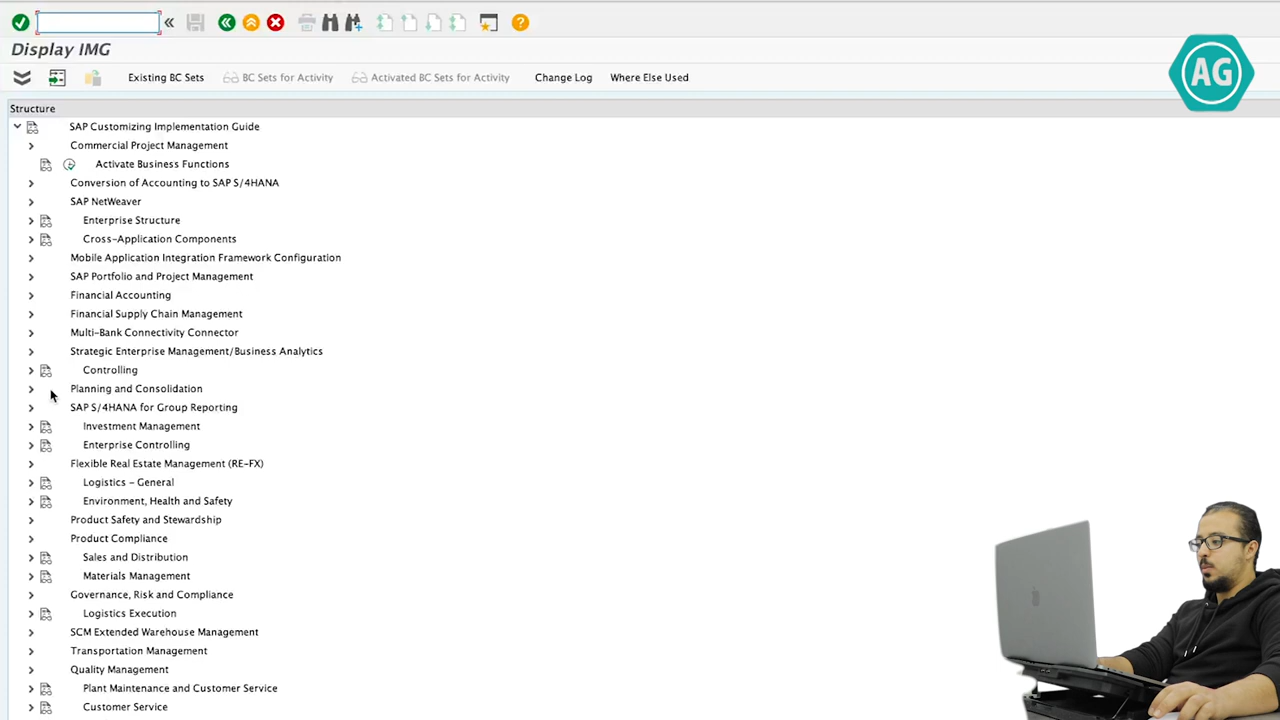 Display IMG
Existing BC Sets BC Sets for Activity Activated BC Sets for Activity Change Log Where Else Used
AG
Structure
SAP Customizing Implementation Guide
Commercial Project Management
Activate Business Functions
Conversion of Accounting to SAP S/4HANA
SAP NetWeaver
Enterprise Structure
Cross-Application Components
Mobile Application Integration Framework Configuration
SAP Portfolio and Project Management
Financial Accounting
Financial Supply Chain Management
Multi-Bank Connectivity Connector
Strategic Enterprise Management/Business Analytics
Controlling
Planning and Consolidation
SAP S/4HANA for Group Reporting
Investment Management
Enterprise Controlling
Flexible Real Estate Management (RE-FX)
Logistics - General
Environment, Health and Safety
Product Safety and Stewardship
Product Compliance
Sales and Distribution
Materials Management
Governance, Risk and Compliance
Logistics Execution
SCM Extended Warehouse Management
Transportation Management
Quality Management
Plant Maintenance and Customer Service
Customer Service